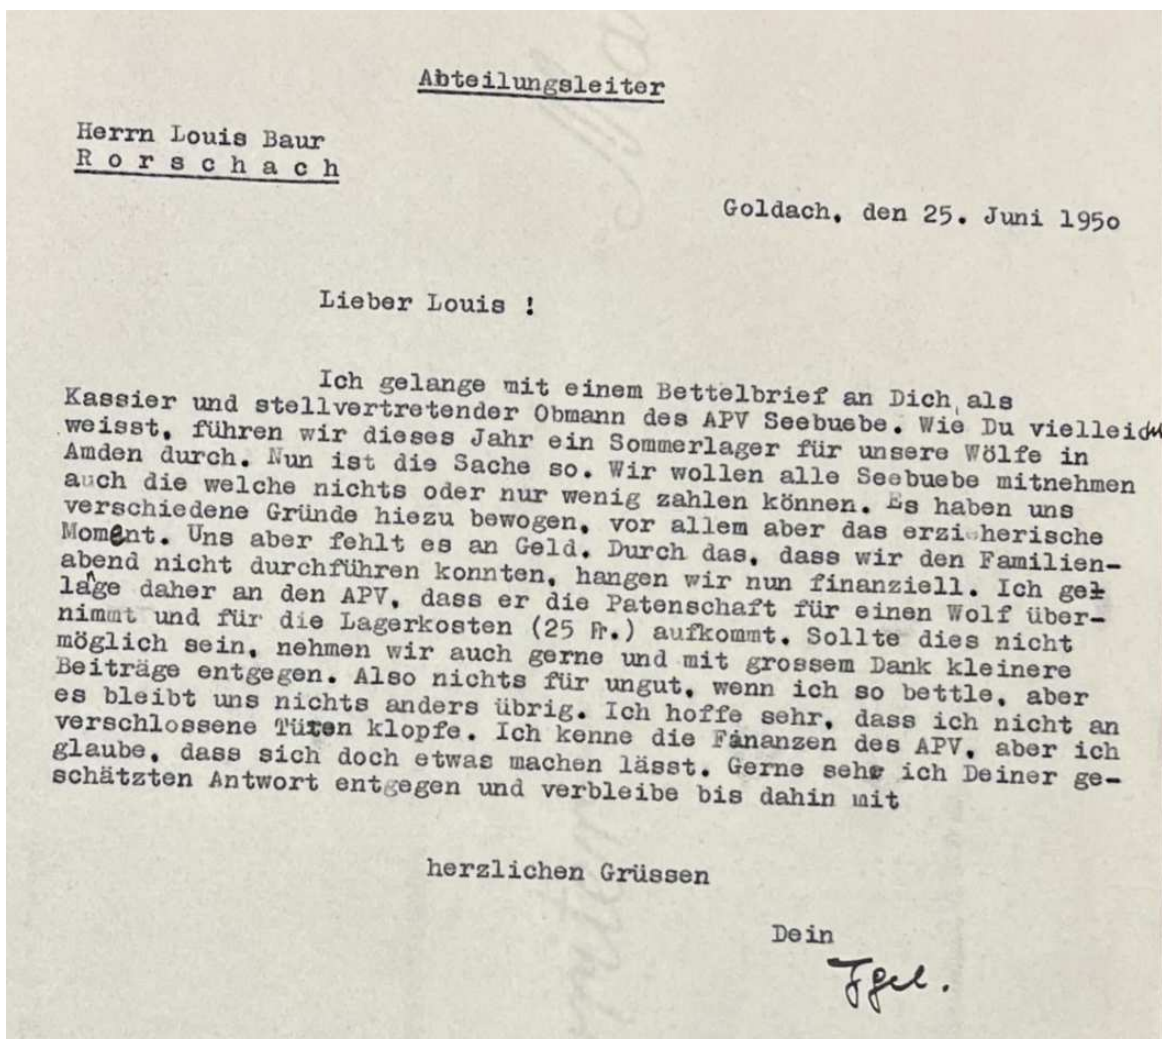 Abteilungsleiter
Herrn Louis Baur
R o r s c h a c h
Goldach, den 25. Juni 1950
Lieber Louis !
Ich gelange mit einem Bettelbrief an Dich als
Kassier und stellvertretender Obmann des APV Seebuebe. Wie Du vielleicht
weisst, führen wir dieses Jahr ein Sommerlager für unsere Wölfe in
Amden durch. Nun ist die Sache so. Wir wollen alle Seebuebe mitnehmen
auch die welche nichts oder nur wenig zahlen können. Es haben uns
verschiedene Gründe hiezu bewogen, vor allem aber das erzieherische
Moment. Uns aber fehlt es an Geld. Durch das, dass wir den Familien-
abend nicht durchführen konnten, hangen wir nun finanziell. Ich ge-
lage daher an den APV, dass er die Patenschaft für einen Wolf über-
nimmt und für die Lagerkosten (25 Fr.) aufkommt. Sollte dies nicht
möglich sein, nehmen wir auch gerne und mit grossem Dank kleinere
Beiträge entgegen. Also nichts für ungut, wenn ich so bettle, aber
es bleibt uns nichts anders übrig. Ich hoffe sehr, dass ich nicht an
verschlossene Türen klopfe. Ich kenne die Finanzen des APV, aber ich
glaube, dass sich doch etwas machen lässt. Gerne sehe ich Deiner ge-
schätzten Antwort entgegen und verbleibe bis dahin mit
herzlichen Grüssen
Dein
Igel.